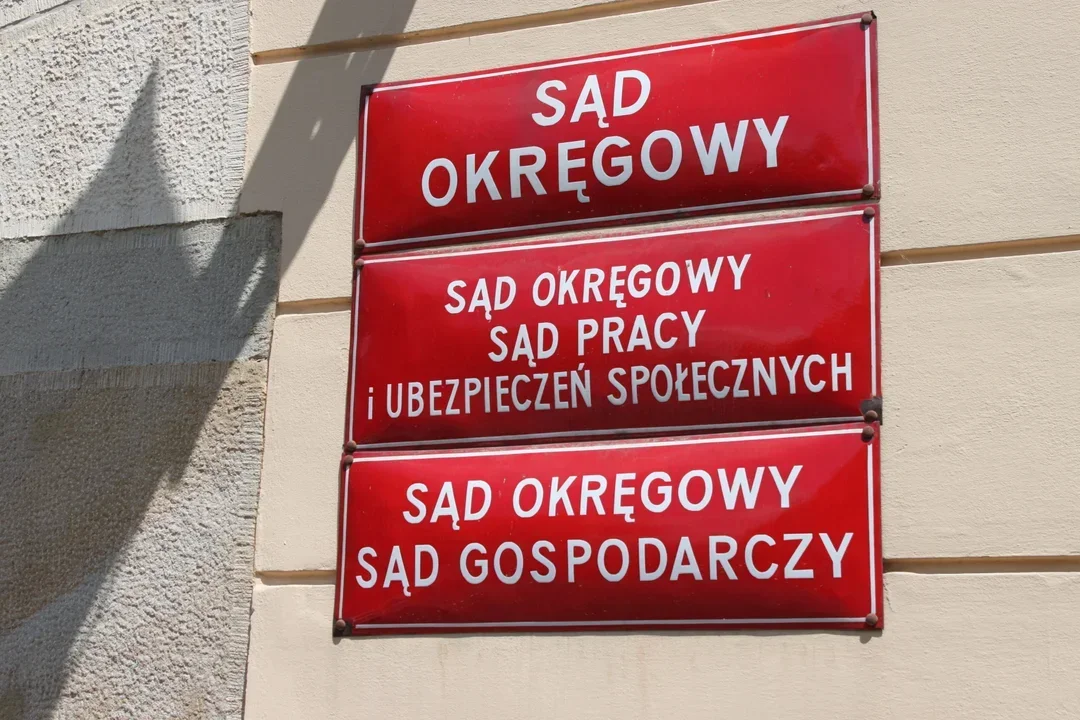 SĄD
OKRĘGOWY
SĄD OKRĘGOWY
SĄD PRACY
i UBEZPIECZEŃ SPOŁECZNYCH
SĄD OKRĘGOWY
SĄD GOSPODARCZY